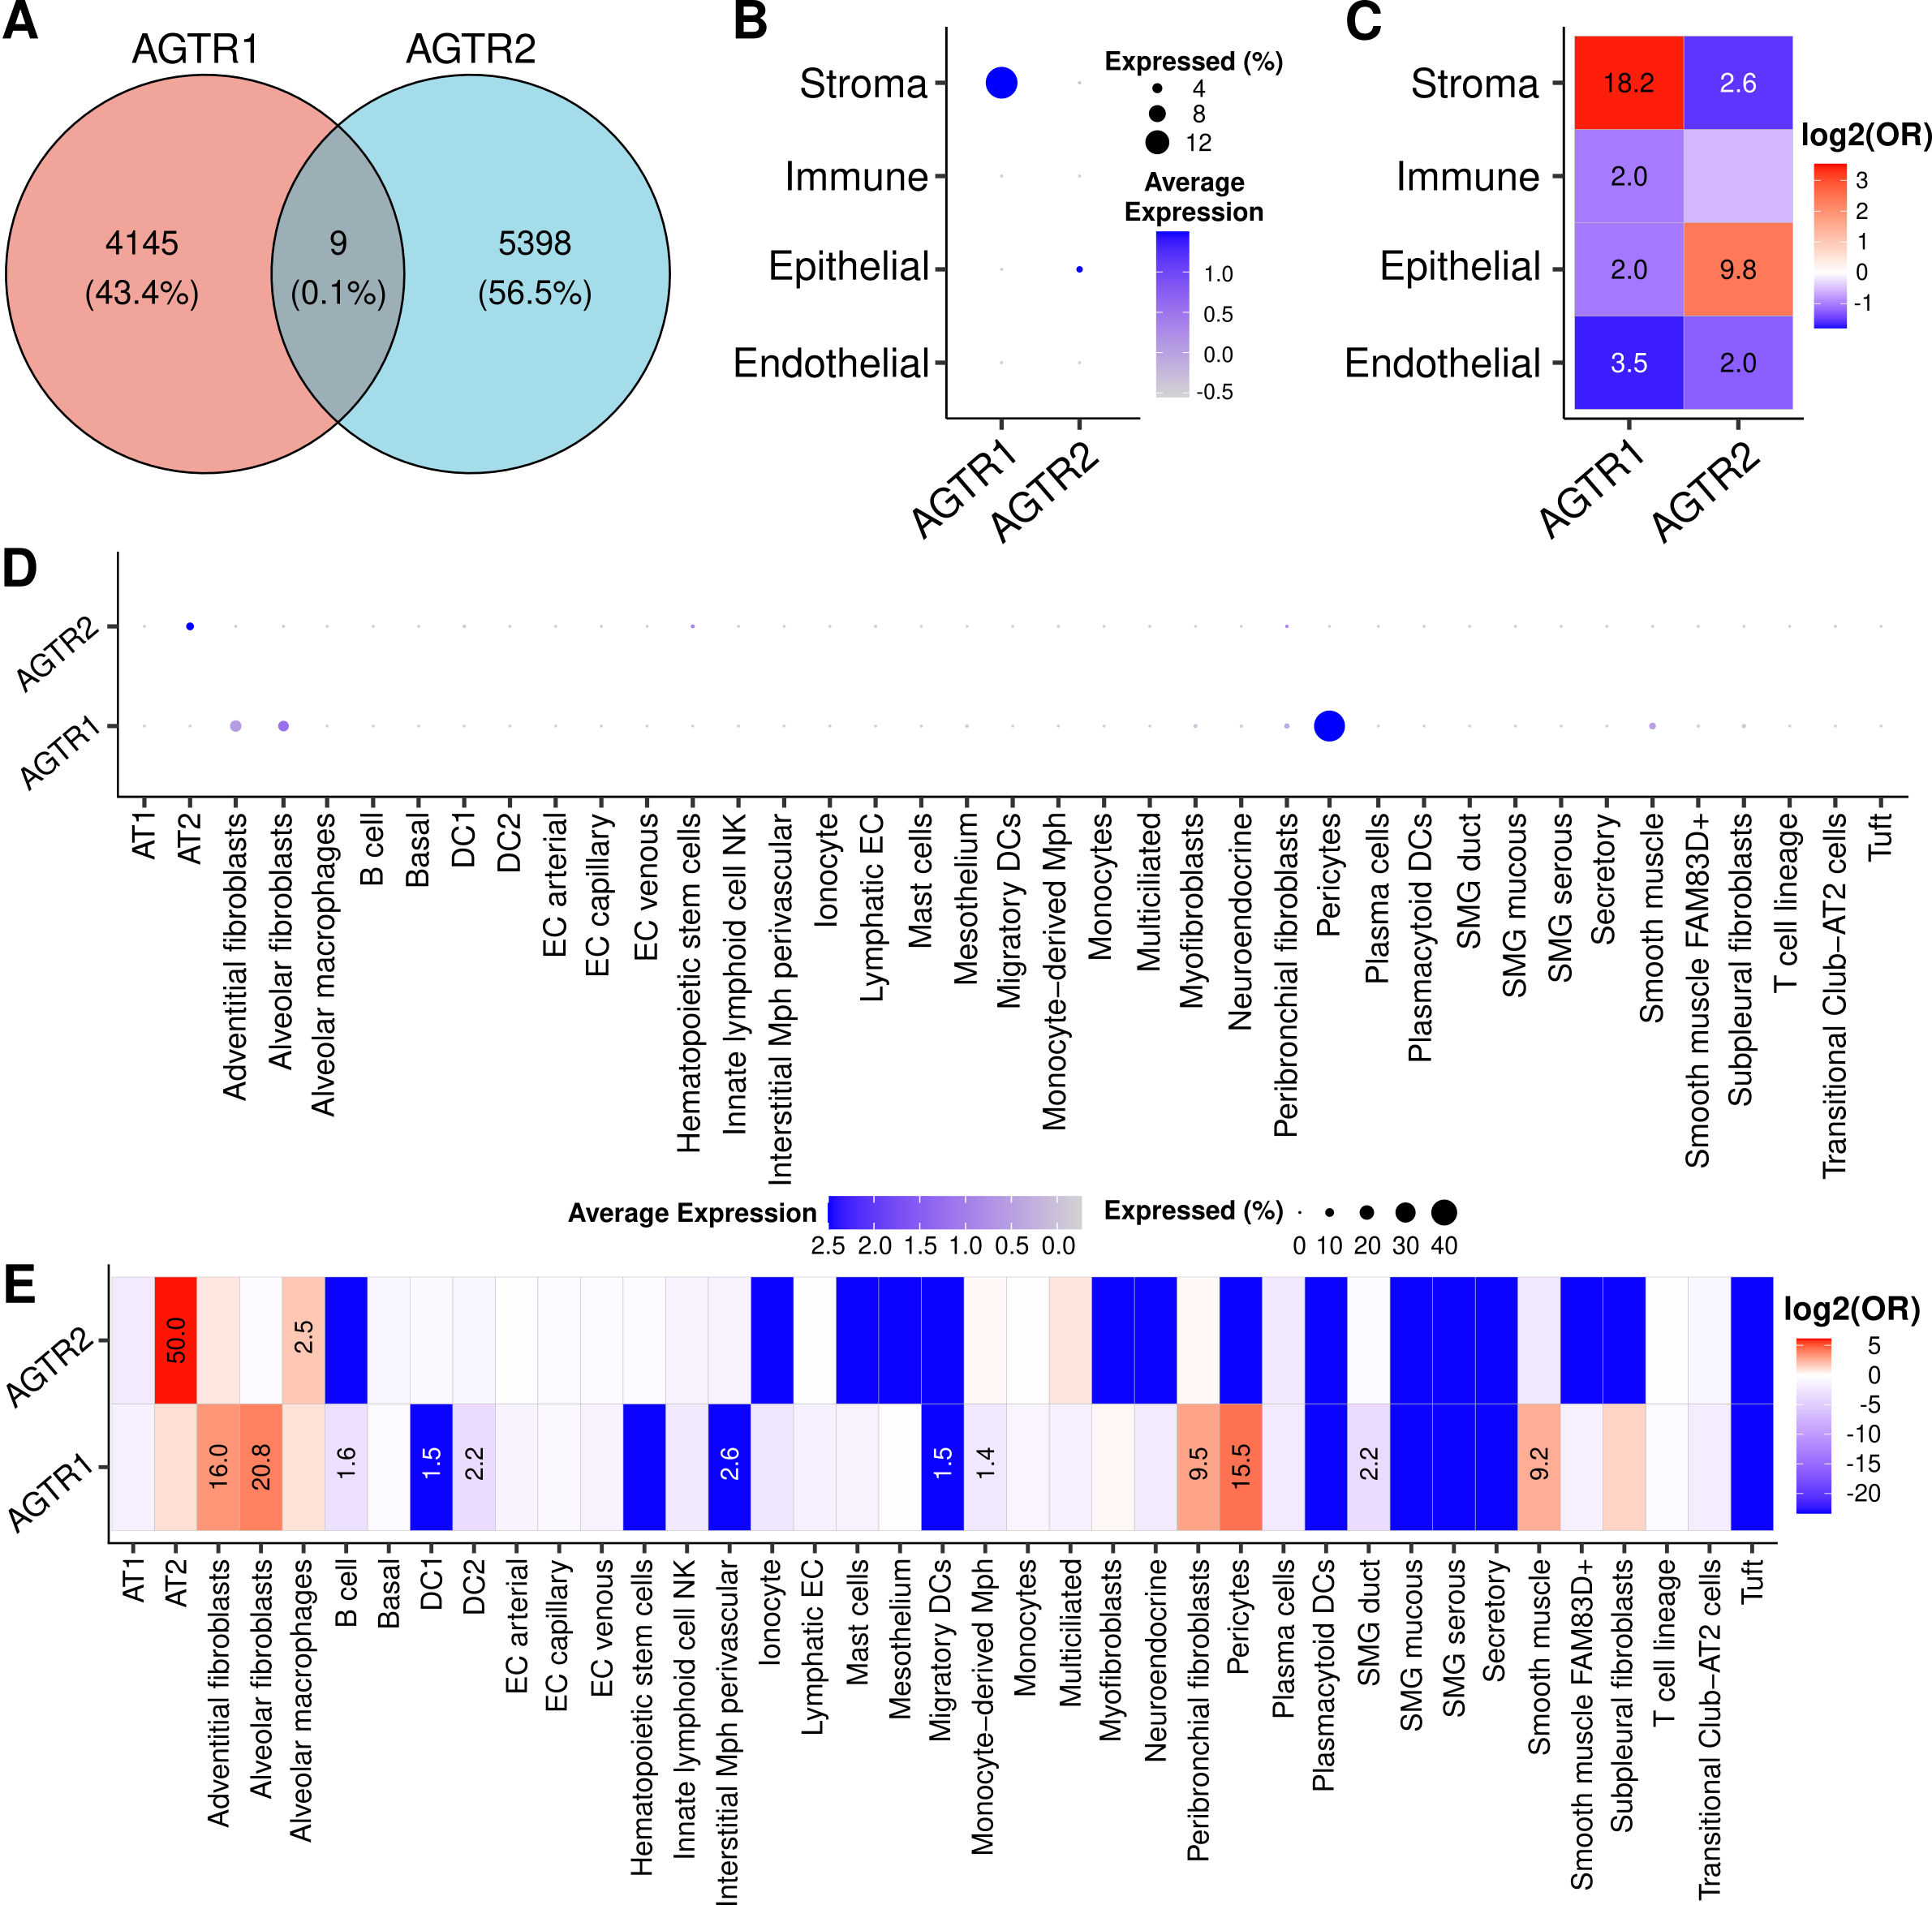 A
AGTR1
AGTR2
4145
(43.4%)
9
(0.1%)
5398
(56.5%)
B
Stroma
Immune
Epithelial
Endothelial
AGTR1
AGTR2
Expressed (%)
4
8
12
Average
Expression
1.0
0.5
0.0
-0.5
C
Stroma
Immune
Epithelial
Endothelial
18.2
2.6
2.0
2.0
9.8
3.5
2.0
AGTR1
AGTR2
log2(OR)
3
2
1
0
-1
D
AGTR2
AGTR1
AT1
AT2
Adventitial fibroblasts
Alveolar fibroblasts
Alveolar macrophages
B cell
Basal
DC1
DC2
EC arterial
EC capillary
EC venous
Hematopoietic stem cells
Innate lymphoid cell NK
Interstitial Mph perivascular
Ionocyte
Lymphatic EC
Mast cells
Mesothelium
Migratory DCs
Monocyte−derived Mph
Monocytes
Multiciliated
Myofibroblasts
Neuroendocrine
Peribronchial fibroblasts
Pericytes
Plasma cells
Plasmacytoid DCs
SMG duct
SMG mucous
SMG serous
Secretory
Smooth muscle
Smooth muscle FAM83D+
Subpleural fibroblasts
T cell lineage
Transitional Club−AT2 cells
Tuft
Average Expression
2.5 2.0 1.5 1.0 0.5 0.0
Expressed (%)
0 10 20 30 40
E
AGTR2
AGTR1
50.0
2.5
16.0
20.8
1.6
1.5
2.2
2.6
1.5
1.4
9.5
15.5
2.2
9.2
log2(OR)
5
0
-5
-10
-15
-20
AT1
AT2
Adventitial fibroblasts
Alveolar fibroblasts
Alveolar macrophages
B cell
Basal
DC1
DC2
EC arterial
EC capillary
EC venous
Hematopoietic stem cells
Innate lymphoid cell NK
Interstitial Mph perivascular
Ionocyte
Lymphatic EC
Mast cells
Mesothelium
Migratory DCs
Monocyte−derived Mph
Monocytes
Multiciliated
Myofibroblasts
Neuroendocrine
Peribronchial fibroblasts
Pericytes
Plasma cells
Plasmacytoid DCs
SMG duct
SMG mucous
SMG serous
Secretory
Smooth muscle
Smooth muscle FAM83D+
Subpleural fibroblasts
T cell lineage
Transitional Club−AT2 cells
Tuft